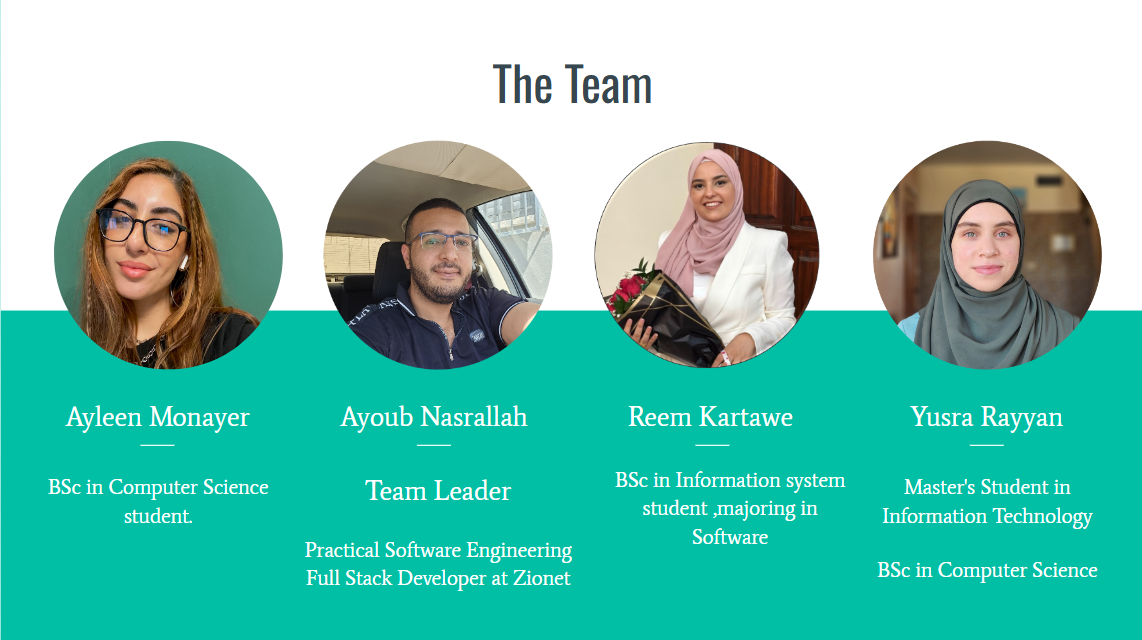 The Team
Ayleen Monayer
BSc in Computer Science
student.
Ayoub Nasrallah
Team Leader
Practical Software Engineering
Full Stack Developer at Zionet
Reem Kartawe
BSc in Information system
student ,majoring in
Software
Yusra Rayyan
Master's Student in
Information Technology
BSc in Computer Science